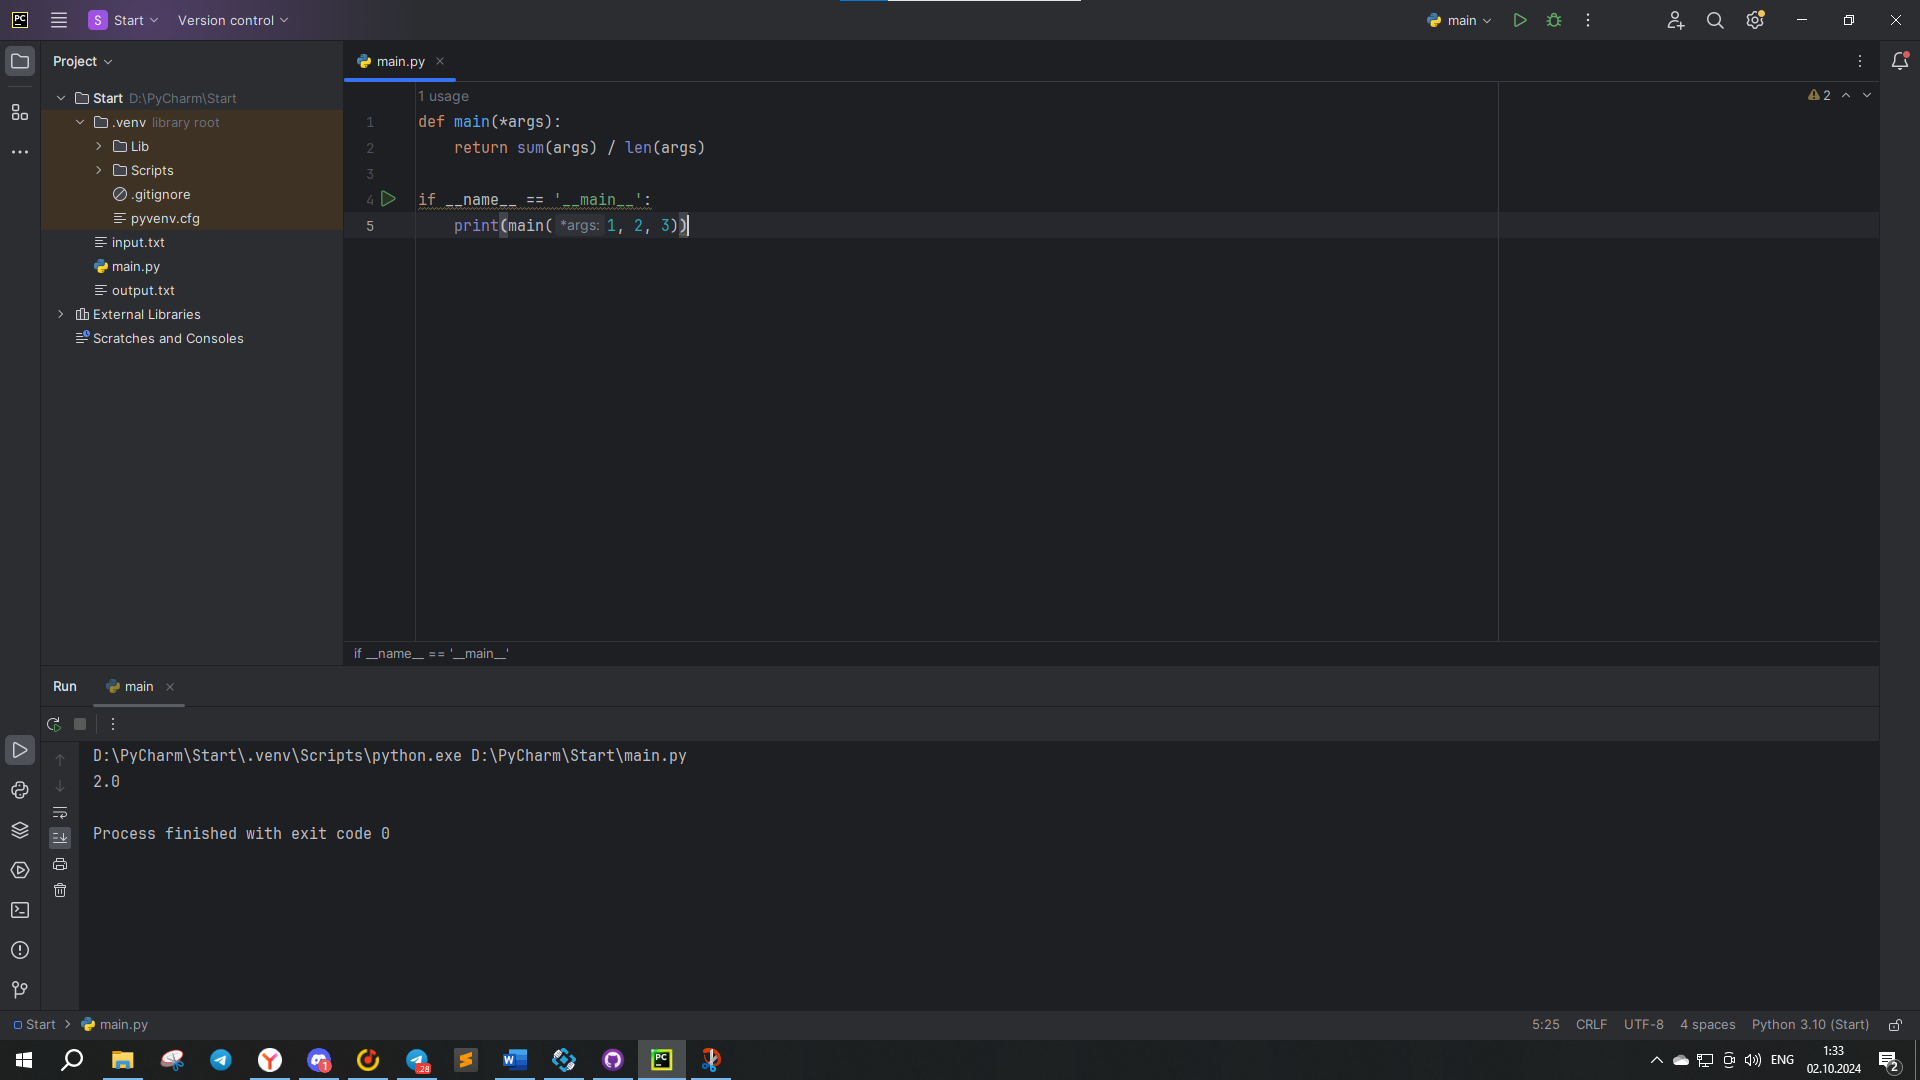 PC
S Start Version control
main
Project
main.py
Start D:\PyCharm\Start
.venv library root
Lib
Scripts
.gitignore
pyvenv.cfg
input.txt
main.py
output.txt
External Libraries
Scratches and Consoles
1 usage
2
1 def main(*args):
2 return sum(args) / len(args)
3
4 if __name__ == '__main__':
5 print(main( *args: 1, 2, 3))
if __name__ == '__main__'
Run main
D:\PyCharm\Start\.venv\Scripts\python.exe D:\PyCharm\Start\main.py
2.0
Process finished with exit code 0
Start main.py
5:25 CRLF UTF-8 4 spaces Python 3.10 (Start)
1
28
PC
ENG
1:33
02.10.2024
2